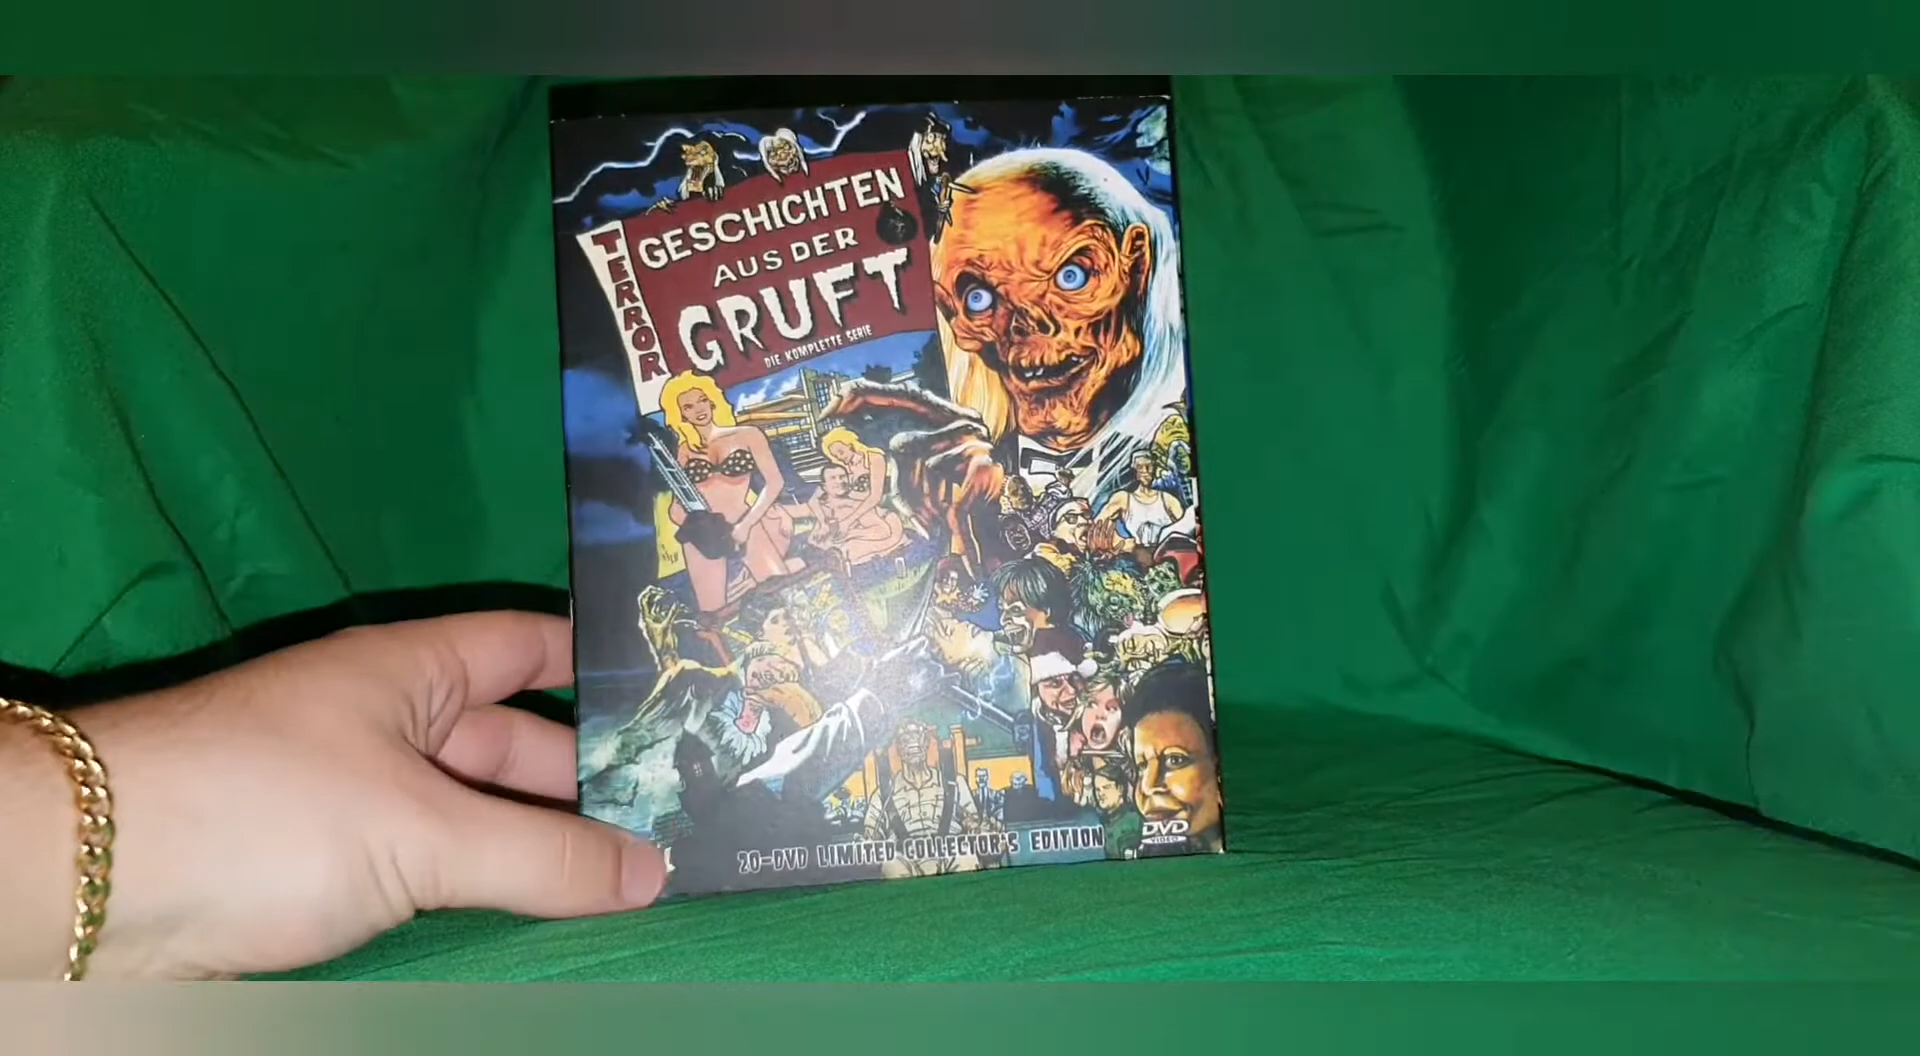 TERROR
GESCHICHTEN
AUS DER
GRUFT
DIE KOMPLETTE SERIE
20-DVD LIMITED COLLECTOR'S EDITION
DVD
VIDEO